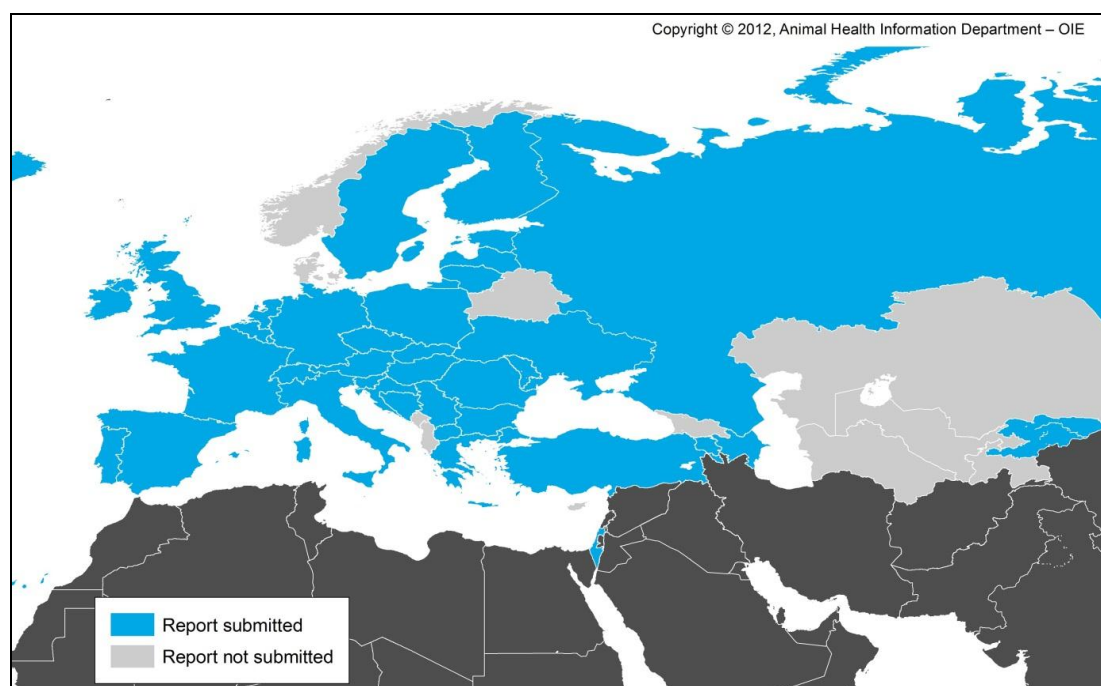 Copyright © 2012, Animal Health Information Department – OIE
Report submitted
Report not submitted